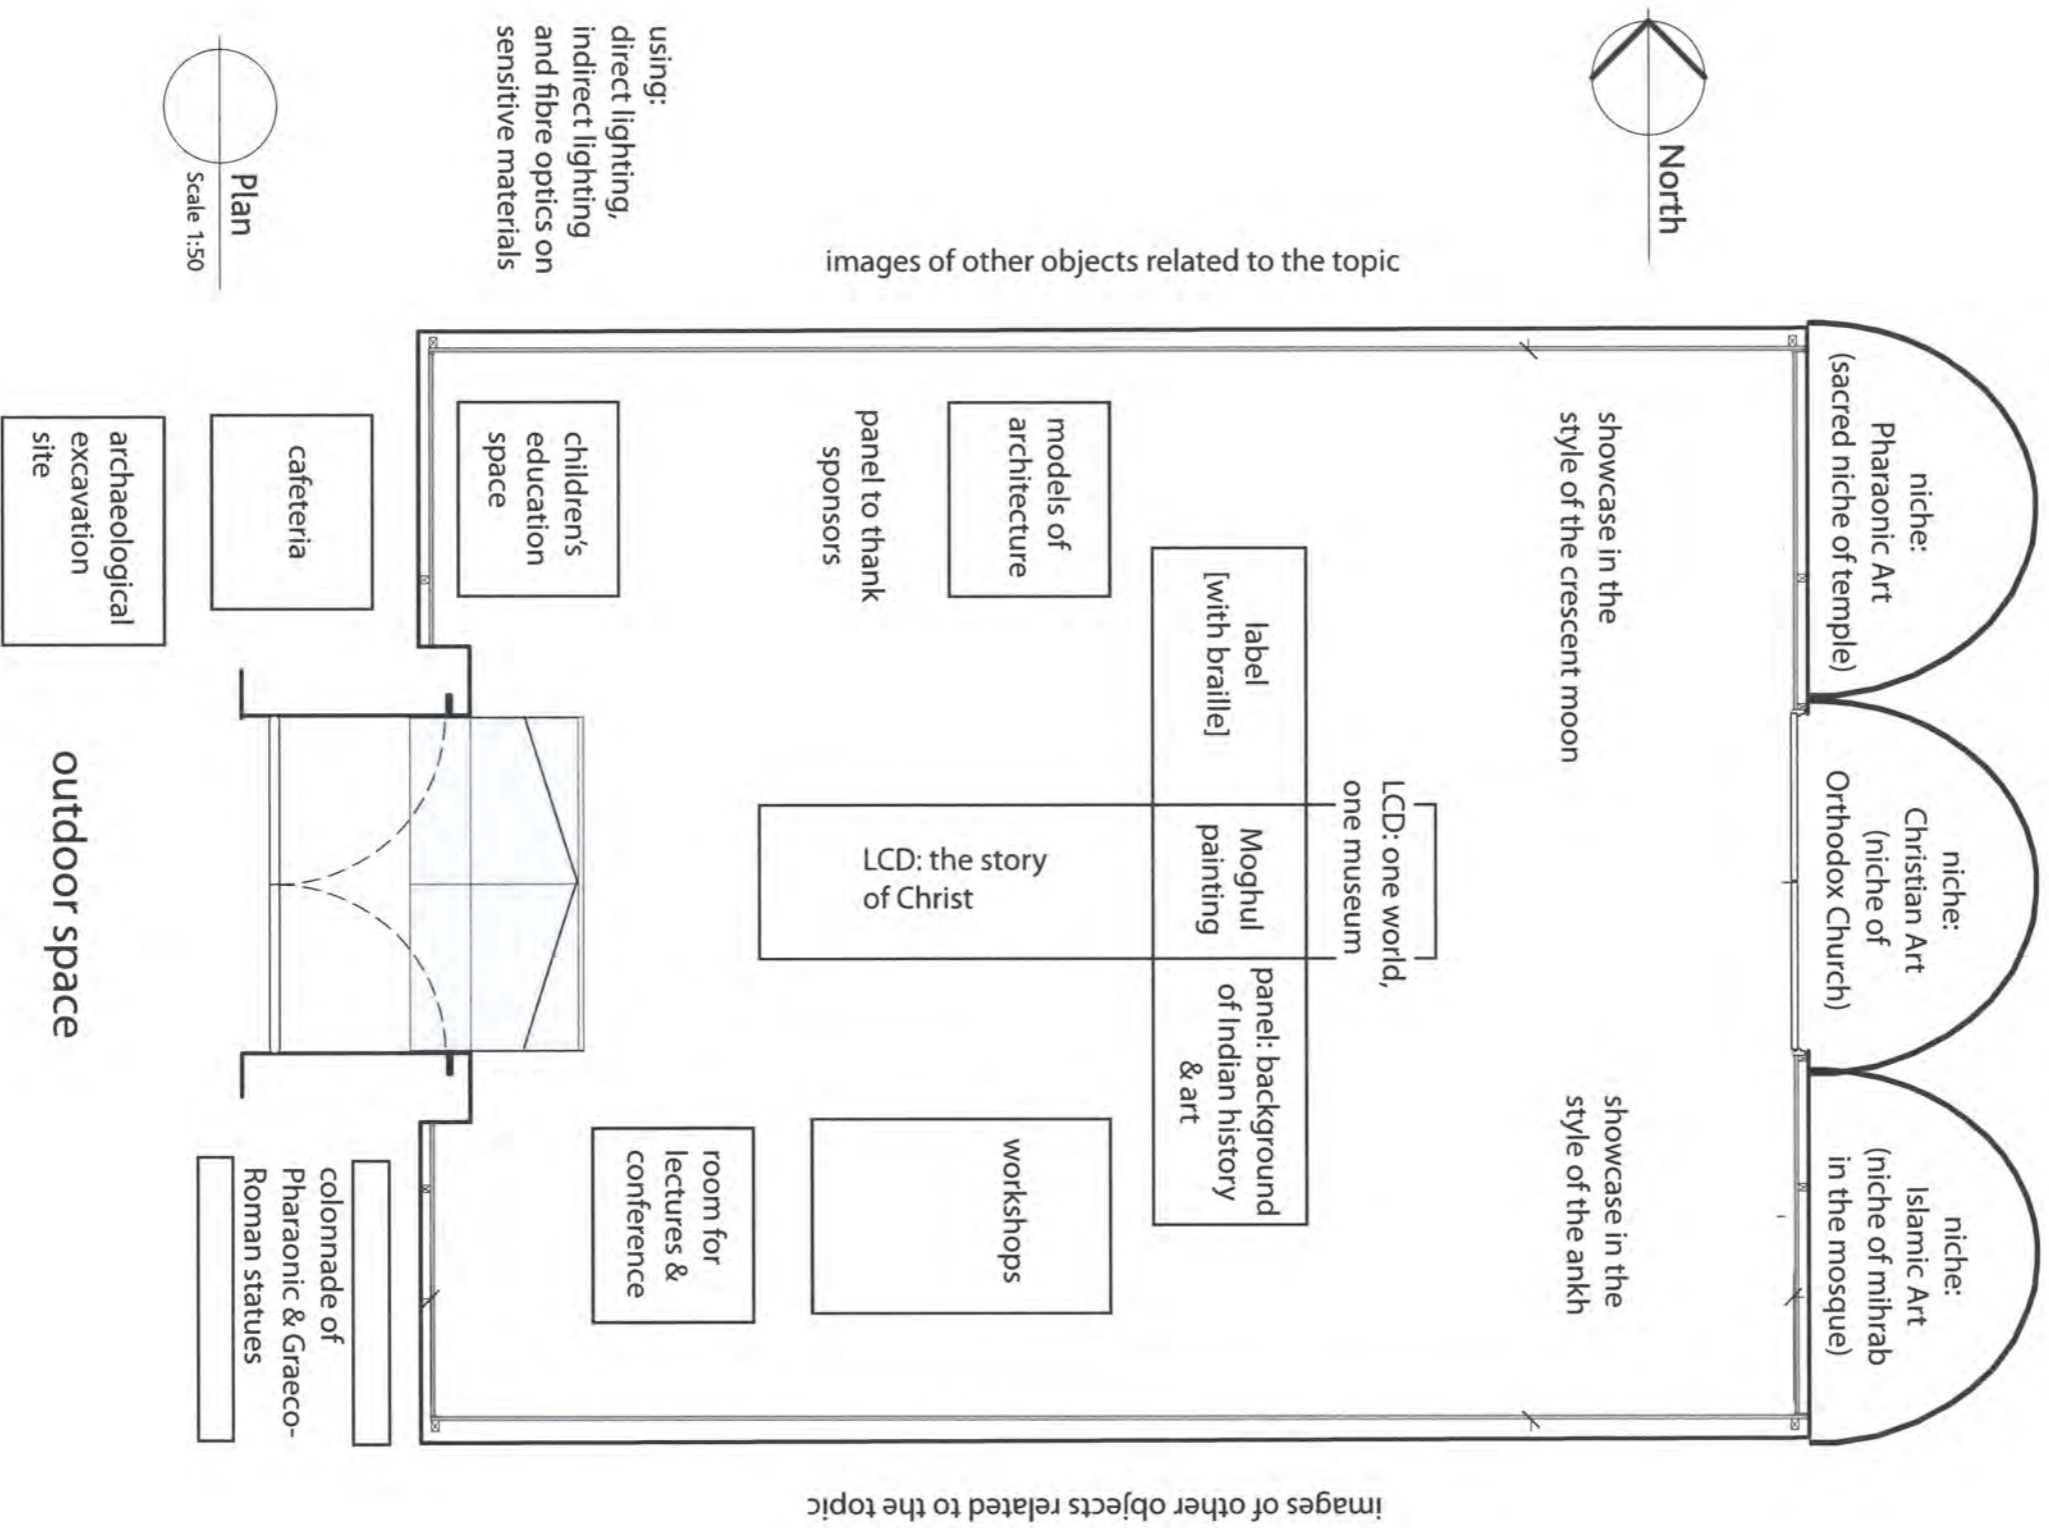 niche:
Pharaonic Art
(sacred niche of temple)
niche:
Christian Art
(niche of
Orthodox Church)
niche:
Islamic Art
(niche of mihrab
in the mosque)
North
showcase in the
style of the crescent moon
showcase in the
style of the ankh
images of other objects related to the topic
LCD: one world,
one museum
label
[with braille]
Moghul
painting
panel: background
of Indian history
& art
LCD: the story
of Christ
models of
architecture
workshops
panel to thank
sponsors
room for
lectures &
conference
children's
education
space
images of other objects related to the topic
using:
direct lighting,
indirect lighting
and fibre optics on
sensitive materials
cafeteria
colonnade of
Pharaonic & Graeco-
Roman statues
archaeological
excavation
site
outdoor space
Plan
Scale 1:50